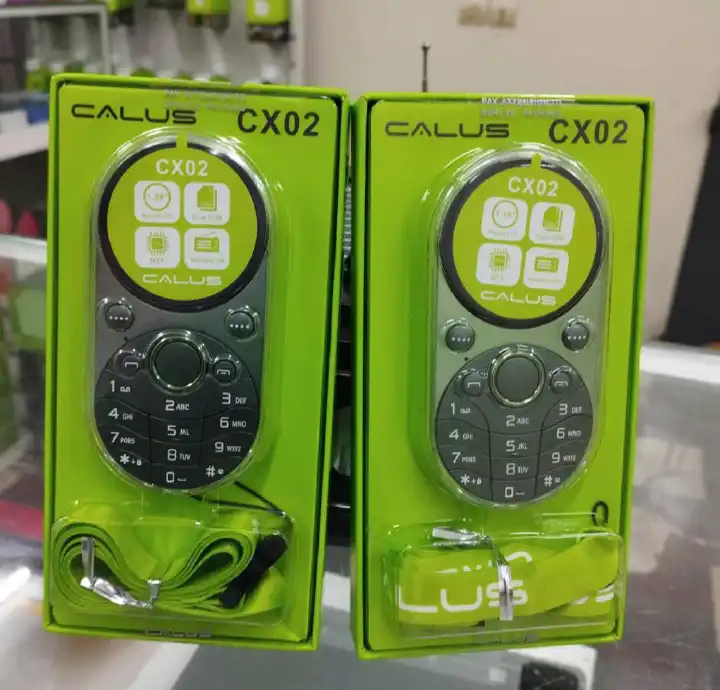 CALUS CX02
CX02
CALUS
1
2 ABC
3 DEF
4 GHI
5 JKL
6 MNO
7 PQRS
8 TUV
9 WXYZ
*
0
#
CALUS
CALUS CX02
CX02
CALUS
1
2 ABC
3 DEF
4 GHI
5 JKL
6 MNO
7 PQRS
8 TUV
9 WXYZ
*
0
#
LUS